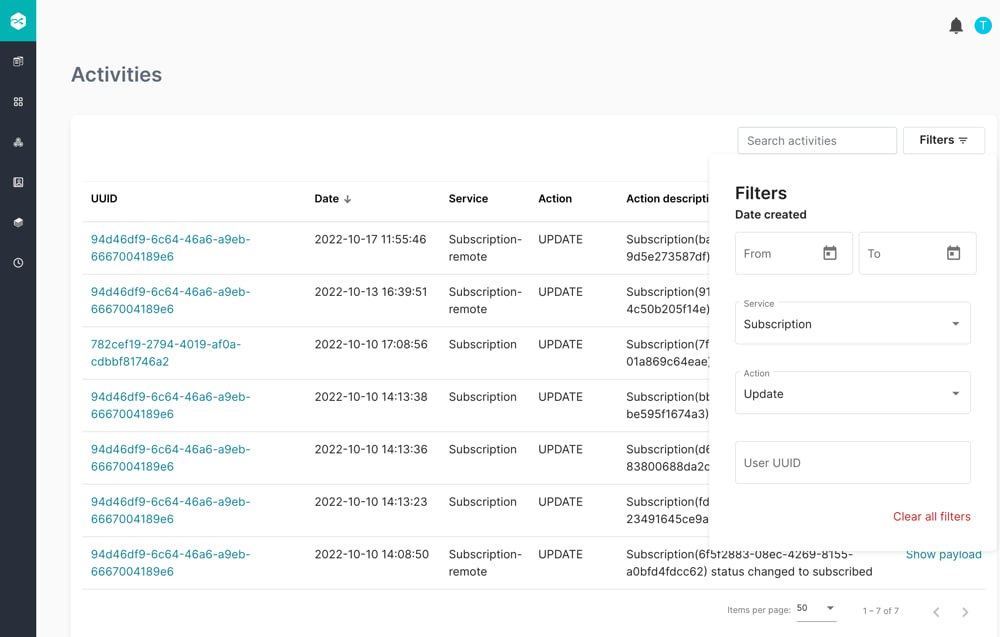 T
Activities
Search activities
Filters
UUID Date Service Action Action descripti
94d46df9-6c64-46a6-a9eb-
6667004189e6
2022-10-17 11:55:46
Subscription-
remote
UPDATE
Subscription(ba
9d5e273587df)
94d46df9-6c64-46a6-a9eb-
6667004189e6
2022-10-13 16:39:51
Subscription-
remote
UPDATE
Subscription(91
4c50b205f14e)
782cef19-2794-4019-af0a-
cdbbf81746a2
2022-10-10 17:08:56
Subscription
UPDATE
Subscription(7f
01a869c64eae)
94d46df9-6c64-46a6-a9eb-
6667004189e6
2022-10-10 14:13:38
Subscription
UPDATE
Subscription(bb
be595f1674a3)
94d46df9-6c64-46a6-a9eb-
6667004189e6
2022-10-10 14:13:36
Subscription
UPDATE
Subscription(d6
83800688da2c
94d46df9-6c64-46a6-a9eb-
6667004189e6
2022-10-10 14:13:23
Subscription
UPDATE
Subscription(fd
23491645ce9a
94d46df9-6c64-46a6-a9eb-
6667004189e6
2022-10-10 14:08:50
Subscription-
remote
UPDATE
Subscription(6f5f2883-08ec-4269-8155-
a0bfd4fdcc62) status changed to subscribed
Show payload
Filters
Date created
From
To
Service
Subscription
Action
Update
User UUID
Clear all filters
Items per page: 50
1 – 7 of 7